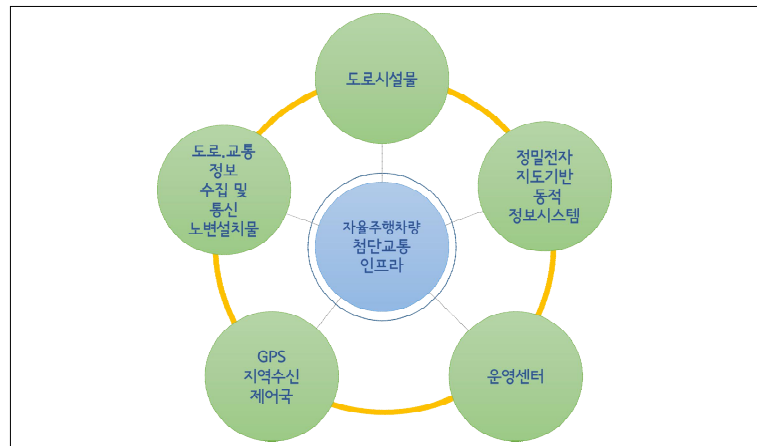 도로시설물
도로.교통
정보
수집 및
통신
노변설치물
정밀전자
지도기반
동적
정보시스템
자율주행차량
첨단교통
인프라
GPS
지역수신
제어국
운영센터